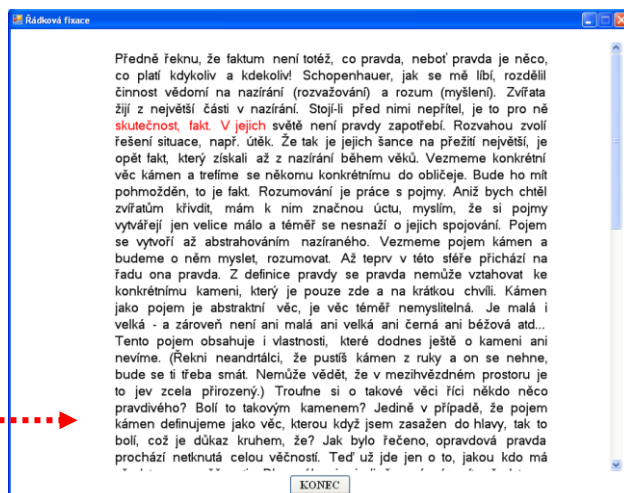 Řádková fixace
Předně řeknu, že faktum není totéž, co pravda, neboť pravda je něco,
co platí kdykoliv a kdekoliv! Schopenhauer, jak se mě líbí, rozdělil
činnost vědomí na nazírání (rozvažování) a rozum (myšlení). Zvířata
žijí z největší části v nazírání. Stojí-li před nimi nepřítel, je to pro ně
skutečnost, fakt. V jejich světě není pravdy zapotřebí. Rozvahou zvolí
řešení situace, např. útěk. Že tak je jejich šance na přežití největší, je
opět fakt, který získali až z nazírání během věků. Vezmeme konkrétní
věc kámen a trefíme se někomu konkrétnímu do obličeje. Bude ho mít
pohmožděn, to je fakt. Rozumování je práce s pojmy. Aniž bych chtěl
zvířatům křivdit, mám k nim značnou úctu, myslím, že si pojmy
vytvářejí jen velice málo a téměř se nesnaží o jejich spojování. Pojem
se vytvoří až abstrahováním nazíraného. Vezmeme pojem kámen a
budeme o něm myslet, rozumovat. Až teprv v této sféře přichází na
řadu ona pravda. Z definice pravdy se pravda nemůže vztahovat ke
konkrétnímu kameni, který je pouze zde a na krátkou chvíli. Kámen
jako pojem je abstraktní věc, je věc téměř nemyslitelná. Je malá i
velká - a zároveň není ani malá ani velká ani černá ani béžová atd...
Tento pojem obsahuje i vlastnosti, které dodnes ještě o kameni ani
nevíme. (Řekni neandrtálci, že pustíš kámen z ruky a on se nehne,
bude se ti třeba smát. Nemůže vědět, že v mezihvězdném prostoru je
to jev zcela přirozený.) Troufne si o takové věci říci někdo něco
pravdivého? Bolí to takovým kamenem? Jedině v případě, že pojem
kámen definujeme jako věc, kterou když jsem zasažen do hlavy, tak to
bolí, což je důkaz kruhem, že? Jak bylo řečeno, opravdová pravda
prochází netknutá celou věčností. Teď už jde jen o to, jakou kdo má
KONEC